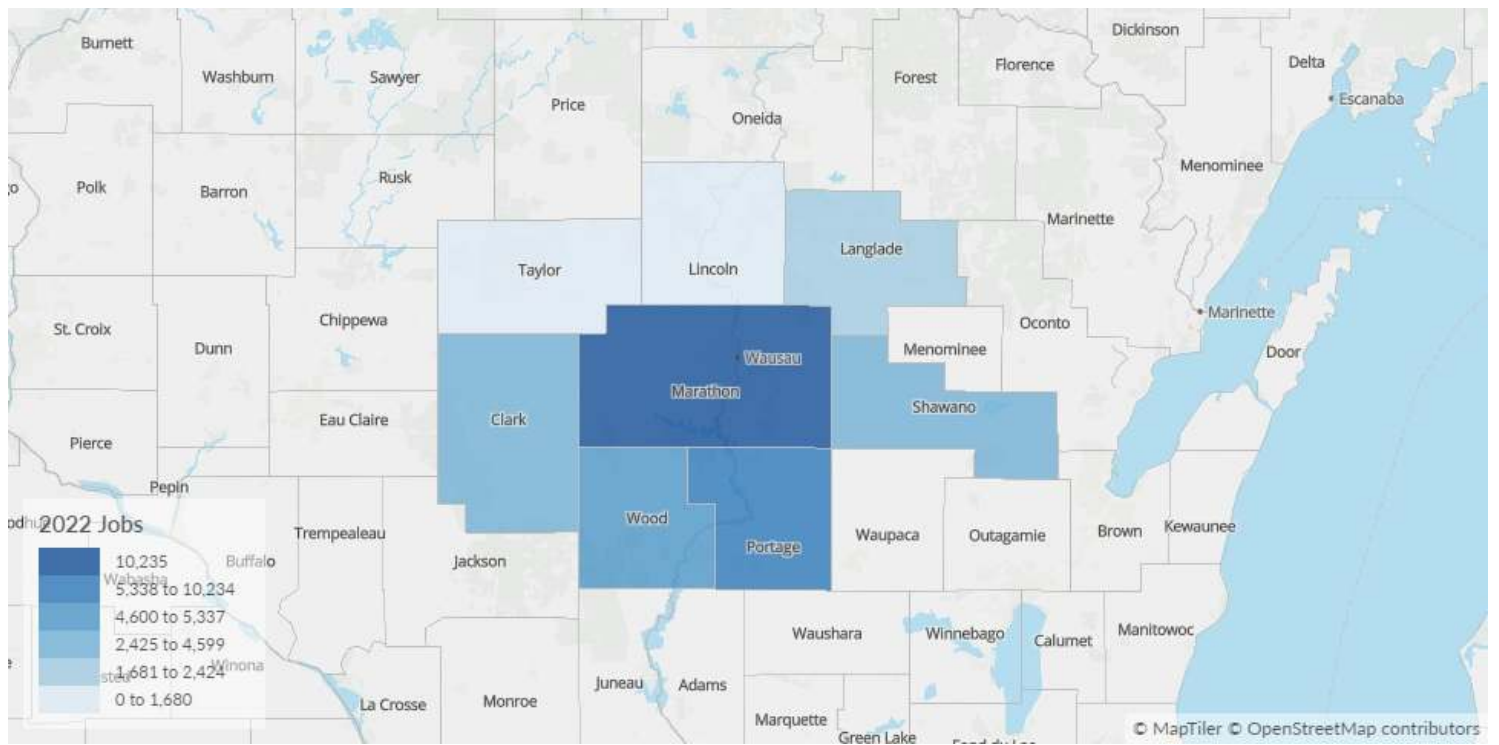 Dickinson
Burnett
Delta
Florence
Washburn
Sawyer
Forest
Escanaba
Price
Oneida
Menominee
Polk
Rusk
Barron
Marinette
Langlade
Taylor
Lincoln
Marinette
Chippewa
Oconto
St. Croix
Dunn
Menominee
Door
Wausau
Marathon
Shawano
Eau Claire
Clark
Pierce
Pepin
Wood
Kewaunee
Brown
Trempealeau
Waupaca
Outagamie
Portage
Jackson
Buffalo
Wabasha
2022 Jobs
10,235
5,338 to 10,234
4,600 to 5,337
2,425 to 4,599
1,681 to 2,424
0 to 1,680
Winona
Waushara
Winnebago
Calumet
Manitowoc
Juneau
Adams
Monroe
La Crosse
Marquette
Green Lake
© MapTiler © OpenStreetMap contributors